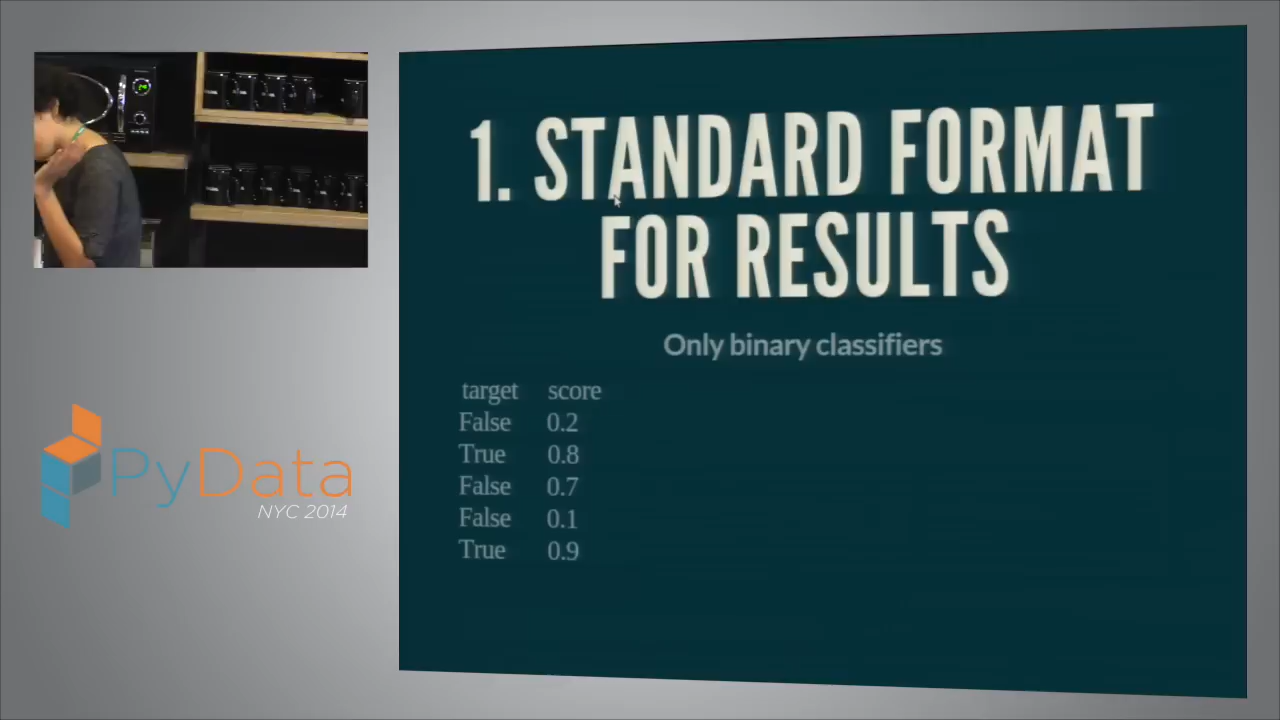 1. STANDARD FORMAT
FOR RESULTS
Only binary classifiers
target score
False 0.2
True 0.8
False 0.7
False 0.1
True 0.9
PyData
NYC 2014